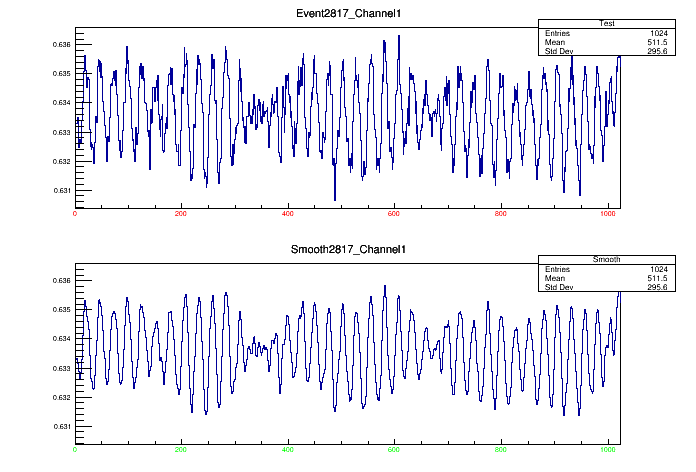 Event2817_Channel1
Test
Entries 1024
Mean 511.5
Std Dev 295.6
0.636
0.635
0.634
0.633
0.632
0.631
0 200 400 600 800 1000
Smooth2817_Channel1
Smooth
Entries 1024
Mean 511.5
Std Dev 295.6
0.636
0.635
0.634
0.633
0.632
0.631
0 200 400 600 800 1000